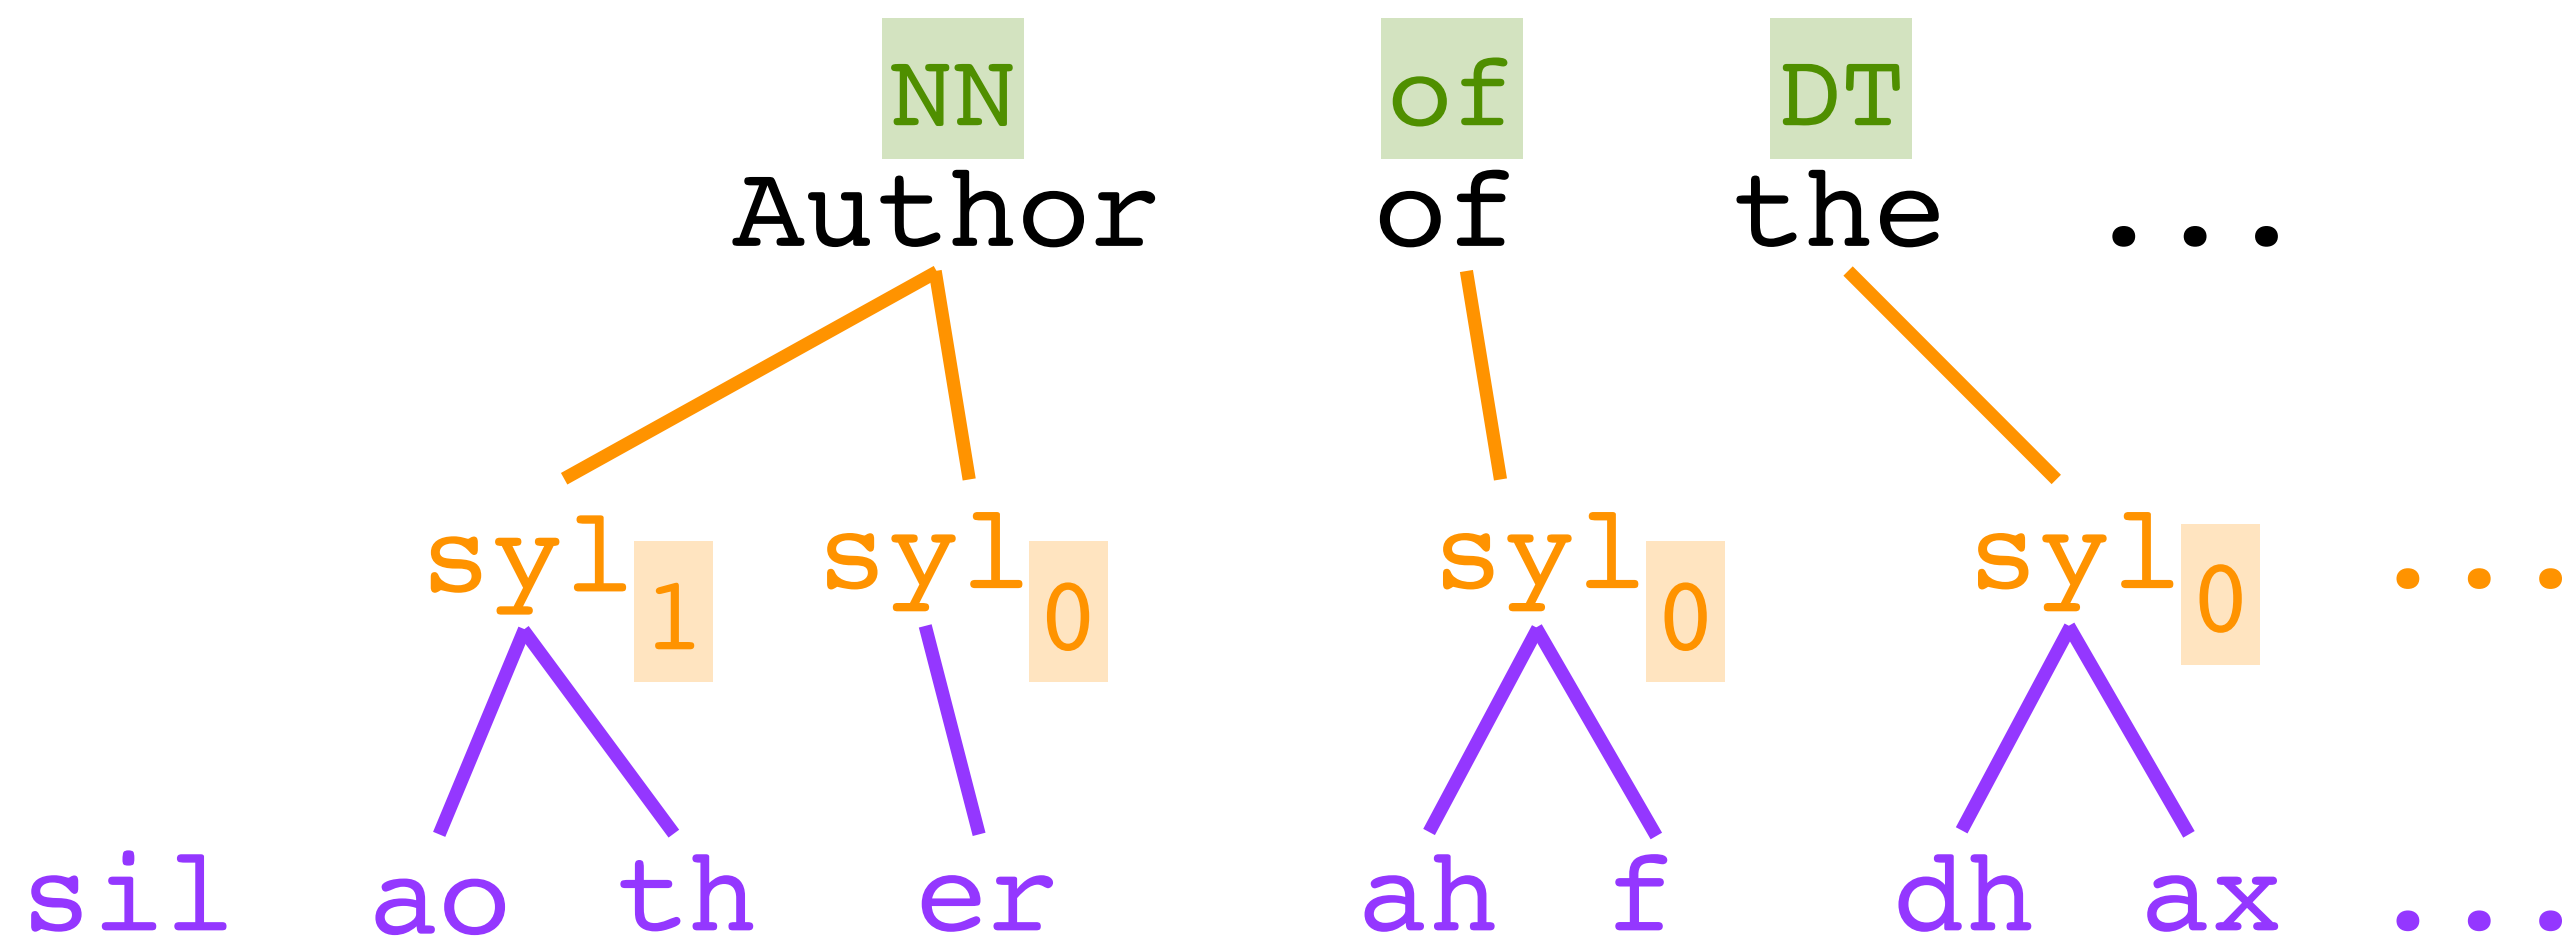 NN of DT
Author of the ...
syl1 syl0 syl0 syl0 ...
sil ao th er ah f dh ax ...